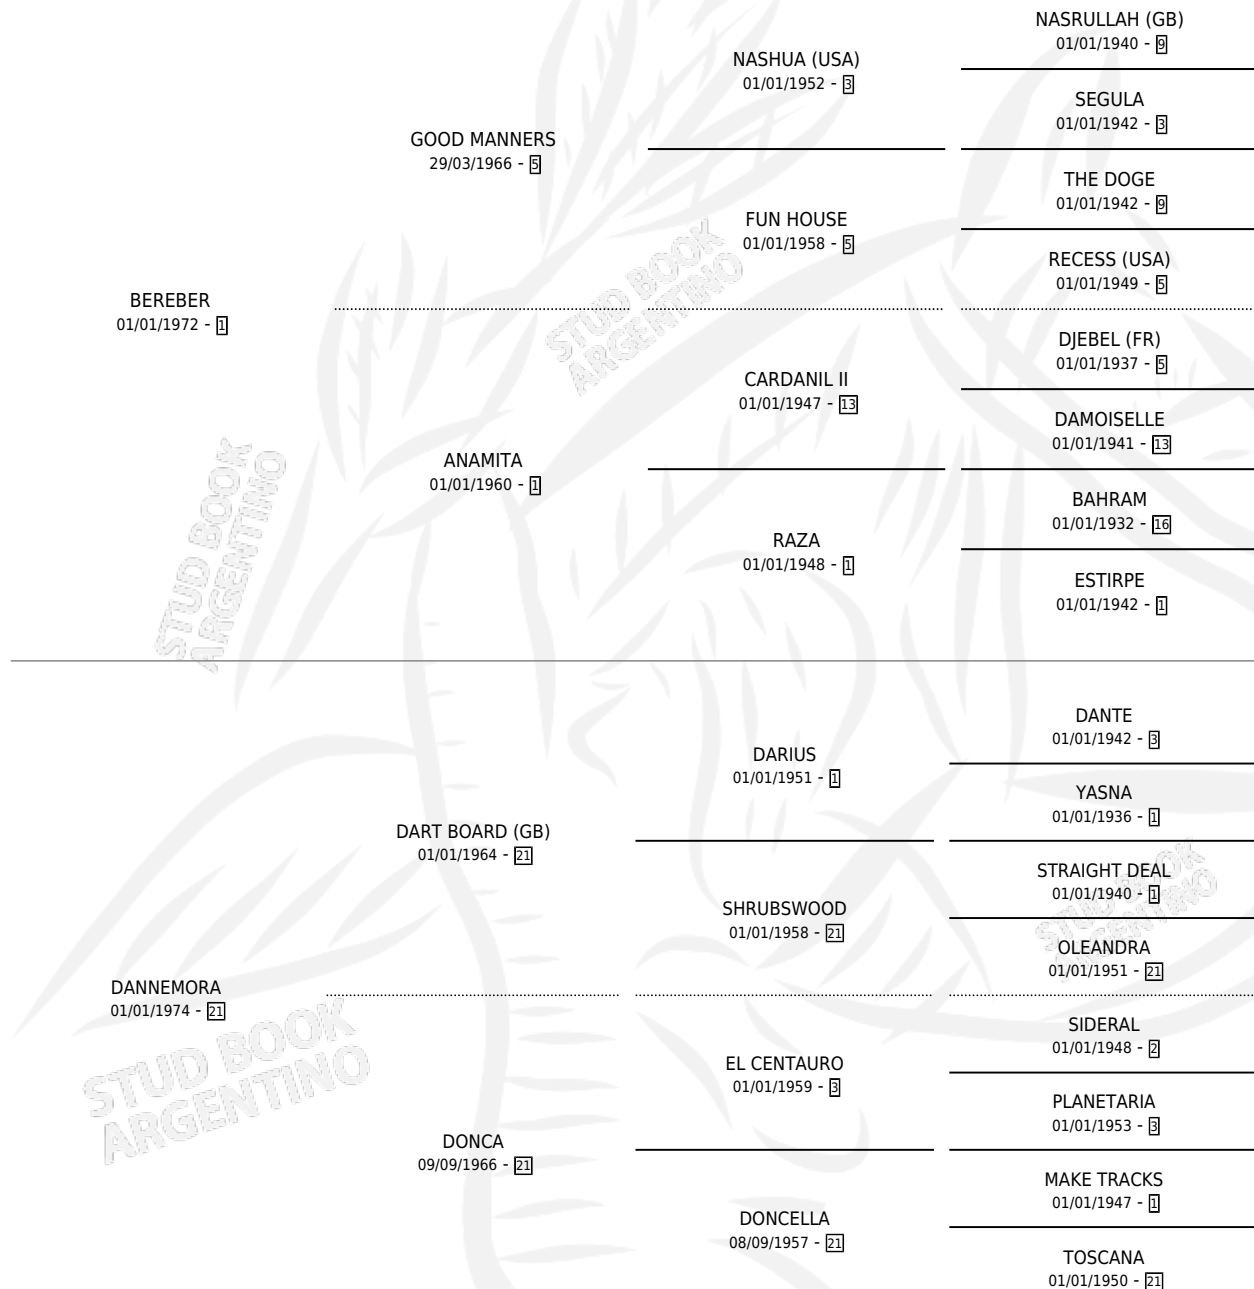 NASRULLAH (GB)
01/01/1940 - 9
NASHUA (USA)
01/01/1952 - 3
SEGULA
01/01/1942 - 3
GOOD MANNERS
29/03/1966 - 5
THE DOGE
01/01/1942 - 9
FUN HOUSE
01/01/1958 - 5
RECESS (USA)
01/01/1949 - 5
BEREBER
01/01/1972 - 1
DJEBEL (FR)
01/01/1937 - 5
CARDANIL II
01/01/1947 - 13
DAMOISELLE
01/01/1941 - 13
ANAMITA
01/01/1960 - 1
BAHRAM
01/01/1932 - 16
RAZA
01/01/1948 - 1
ESTIRPE
01/01/1942 - 1
DANTE
01/01/1942 - 3
DARIUS
01/01/1951 - 1
YASNA
01/01/1936 - 1
DART BOARD (GB)
01/01/1964 - 21
STRAIGHT DEAL
01/01/1940 - 1
SHRUBSWOOD
01/01/1958 - 21
OLEANDRA
01/01/1951 - 21
DANNEMORA
01/01/1974 - 21
SIDERAL
01/01/1948 - 2
EL CENTAURO
01/01/1959 - 3
PLANETARIA
01/01/1953 - 3
DONCA
09/09/1966 - 21
MAKE TRACKS
01/01/1947 - 1
DONCELLA
08/09/1957 - 21
TOSCANA
01/01/1950 - 21
STUD BOOK
ARGENTINO
STUD BOOK
ARGENTINO
STUD BOOK
ARGENTINO
STUD BOOK
ARGENTINO